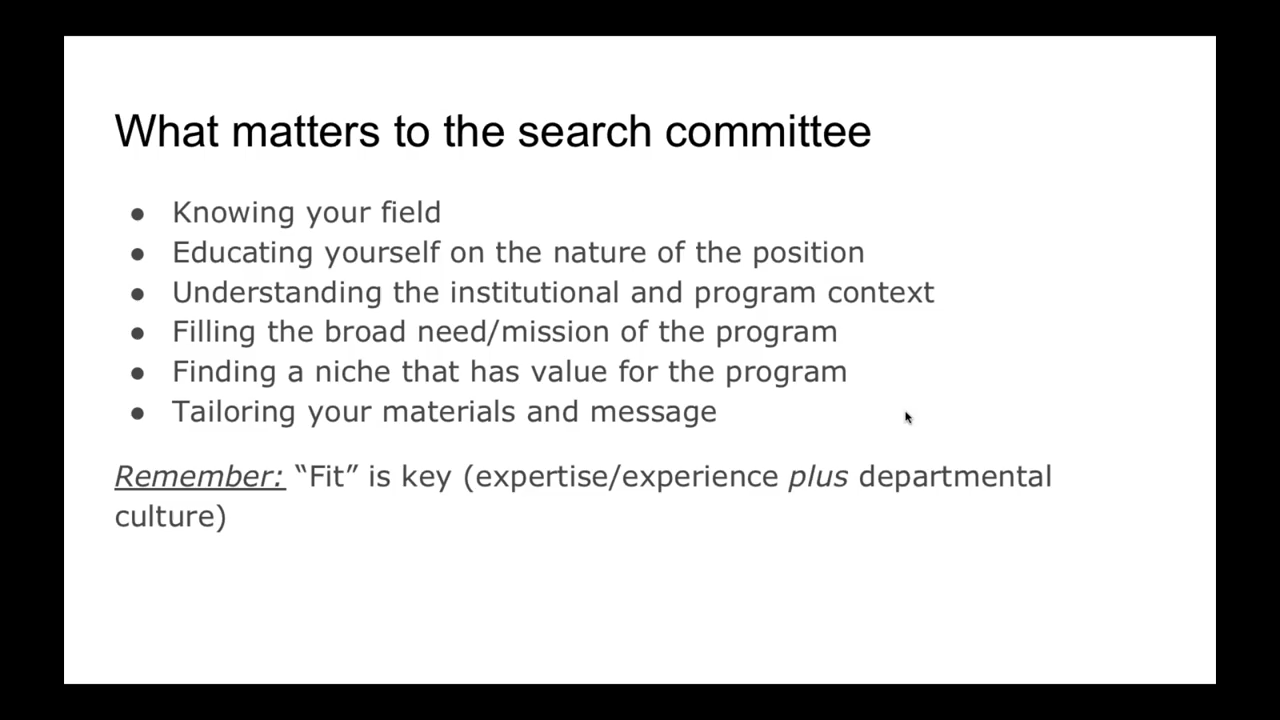 What matters to the search committee
● Knowing your field
● Educating yourself on the nature of the position
● Understanding the institutional and program context
● Filling the broad need/mission of the program
● Finding a niche that has value for the program
● Tailoring your materials and message
Remember: “Fit” is key (expertise/experience plus departmental
culture)